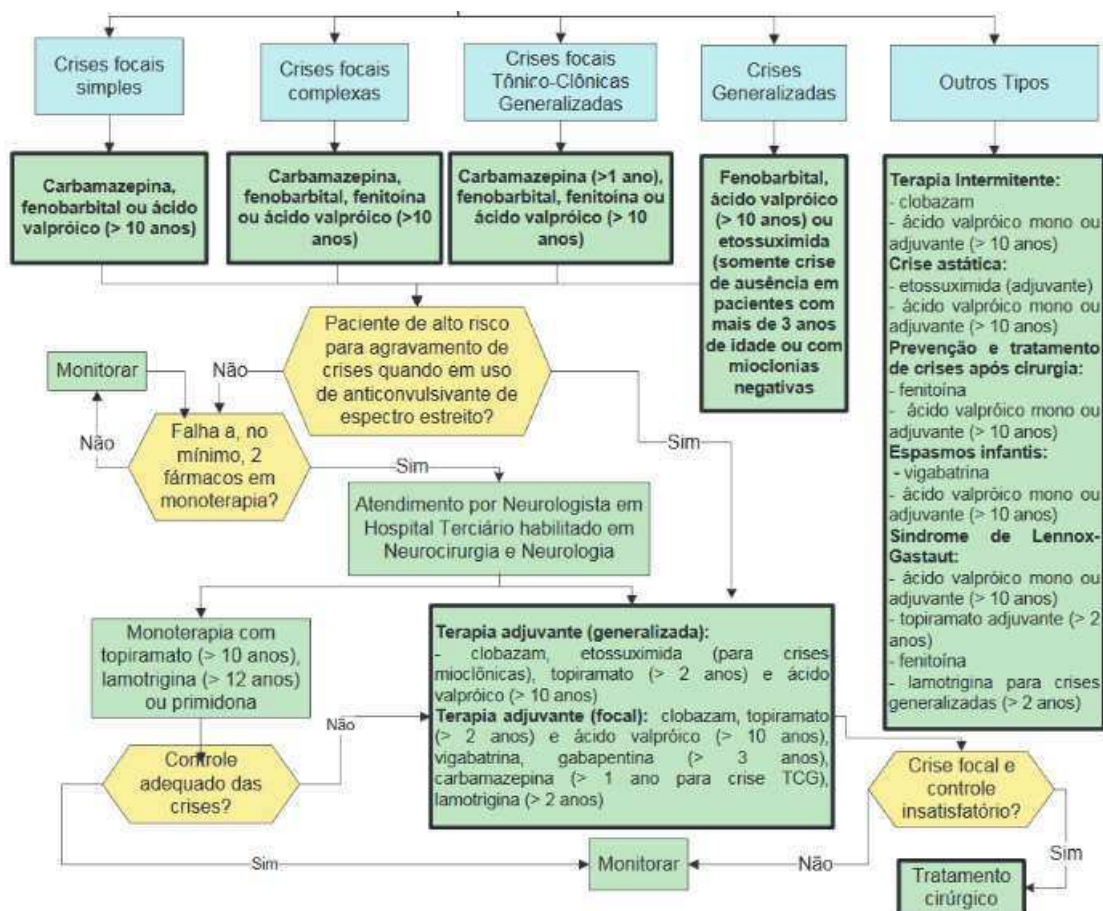 Crises focais
simples
Crises focais
complexas
Crises focais
Tônico-Clônicas
Generalizadas
Crises
Generalizadas
Outros Tipos
Carbamazepina,
fenobarbital ou ácido
valpróico (> 10 anos)
Carbamazepina,
fenobarbital, fenitoína
ou ácido valpróico (>10
anos)
Carbamazepina (>1 ano),
fenobarbital, fenitoína ou
ácido valpróico (> 10
anos)
Fenobarbital,
ácido valpróico
(> 10 anos) ou
etossuximida
(somente crise
de ausência em
pacientes com
mais de 3 anos
de idade ou com
mioclonias
negativas
Terapia Intermitente:
- clobazam
- ácido valpróico mono ou
adjuvante (> 10 anos)
Crise astática:
- etossuximida (adjuvante)
- ácido valpróico mono ou
adjuvante (> 10 anos)
Prevenção e tratamento
de crises após cirurgia:
- fenitoína
- ácido valpróico mono ou
adjuvante (> 10 anos)
Espasmos infantis:
- vigabatrina
- ácido valpróico mono ou
adjuvante (> 10 anos)
Sindrome de Lennox-
Gastaut:
- ácido valpróico mono ou
adjuvante (> 10 anos)
- topiramato adjuvante (> 2
anos)
- fenitoína
- lamotrigina para crises
generalizadas (> 2 anos)
Paciente de alto risco
para agravamento de
crises quando em uso
de anticonvulsivante de
espectro estreito?
Não
Sim
Monitorar
Não
Falha a, no
mínimo, 2
fármacos em
monoterapia?
Sim
Atendimento por Neurologista em
Hospital Terciário habilitado em
Neurocirurgia e Neurologia
Monoterapia com
topiramato (> 10 anos),
lamotrigina (> 12 anos)
ou primidona
Terapia adjuvante (generalizada):
- clobazam, etossuximida (para crises
mioclônicas), topiramato (> 2 anos) e ácido
valpróico (> 10 anos)
Terapia adjuvante (focal): clobazam, topiramato
(> 2 anos) e ácido valpróico (> 10 anos),
vigabatrina, gabapentina (> 3 anos),
carbamazepina (> 1 ano para crise TCG),
lamotrigina (> 2 anos)
Não
Controle
adequado das
crises?
Crise focal e
controle
insatisfatório?
Sim
Monitorar
Não
Sim
Tratamento
cirúrgico